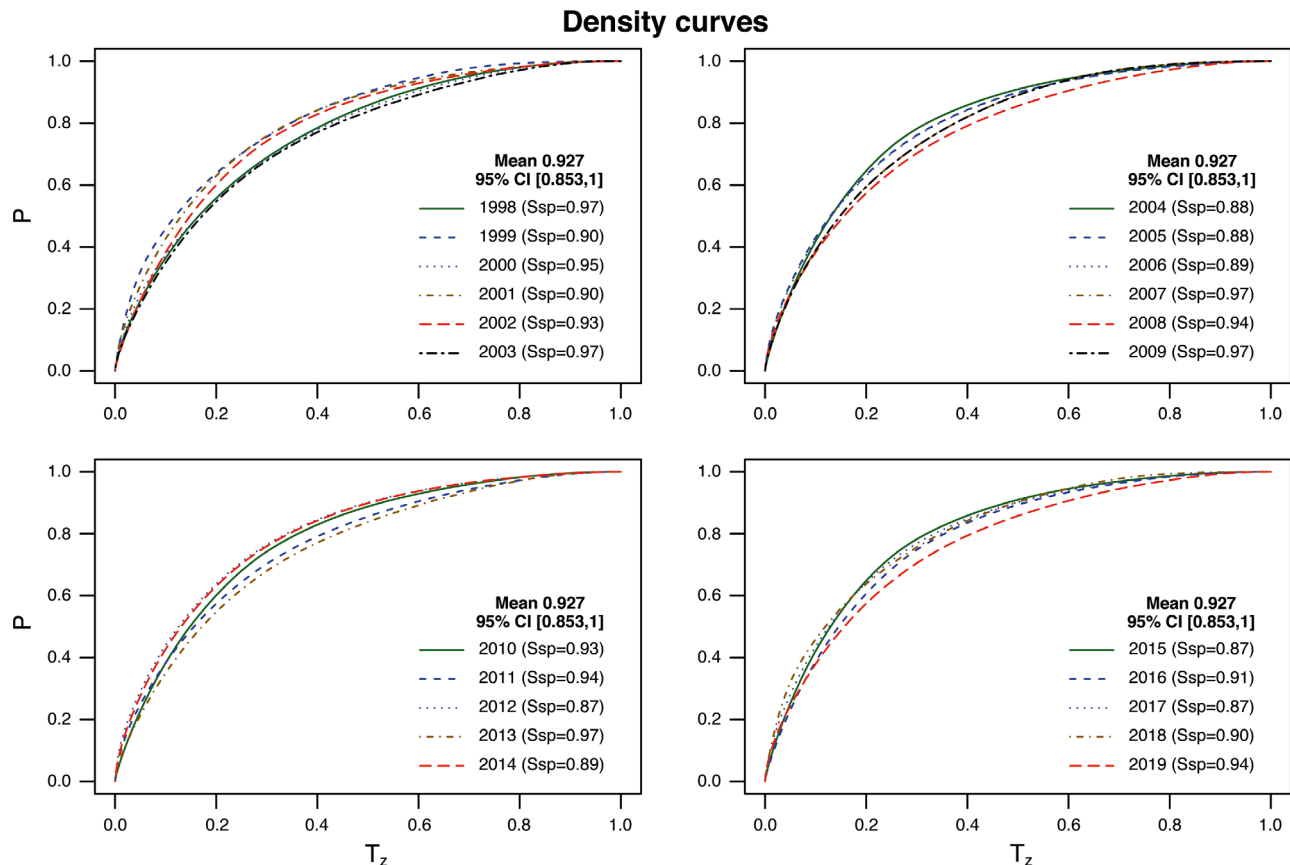 Density curves
P
1.0
0.8
0.6
0.4
0.2
0.0
Mean 0.927
95% CI [0.853,1]
1998 (Ssp=0.97)
1999 (Ssp=0.90)
2000 (Ssp=0.95)
2001 (Ssp=0.90)
2002 (Ssp=0.93)
2003 (Ssp=0.97)
0.0 0.2 0.4 0.6 0.8 1.0
1.0
0.8
0.6
0.4
0.2
0.0
Mean 0.927
95% CI [0.853,1]
2004 (Ssp=0.88)
2005 (Ssp=0.88)
2006 (Ssp=0.89)
2007 (Ssp=0.97)
2008 (Ssp=0.94)
2009 (Ssp=0.97)
0.0 0.2 0.4 0.6 0.8 1.0
P
1.0
0.8
0.6
0.4
0.2
0.0
Mean 0.927
95% CI [0.853,1]
2010 (Ssp=0.93)
2011 (Ssp=0.94)
2012 (Ssp=0.87)
2013 (Ssp=0.97)
2014 (Ssp=0.89)
0.0 0.2 0.4 0.6 0.8 1.0
T_z
1.0
0.8
0.6
0.4
0.2
0.0
Mean 0.927
95% CI [0.853,1]
2015 (Ssp=0.87)
2016 (Ssp=0.91)
2017 (Ssp=0.87)
2018 (Ssp=0.90)
2019 (Ssp=0.94)
0.0 0.2 0.4 0.6 0.8 1.0
T_z